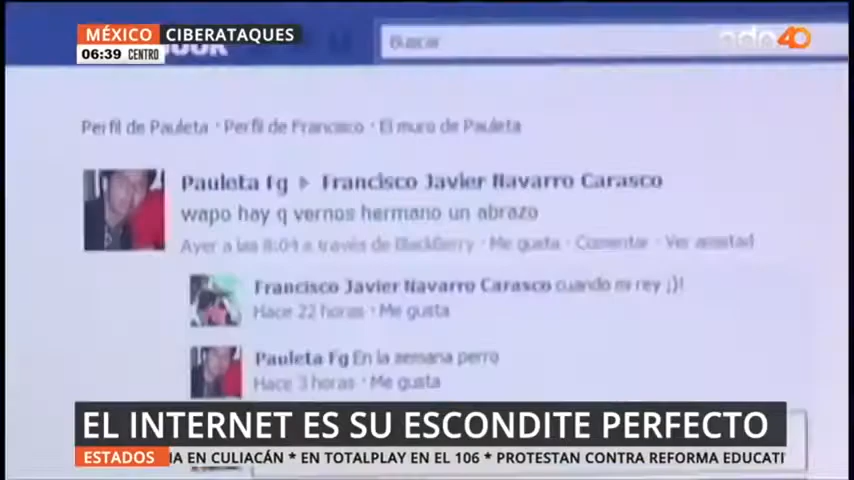 MÉXICO CIBERATAQUES
06:39 CENTRO
Buscar
adn40
Perfil de Pauleta · Perfil de Francisco · El muro de Pauleta
Pauleta Fg ▸ Francisco Javier Navarro Carasco
wapo hay q vernos hermano un abrazo
Ayer a las 8:04 a través de BlackBerry · Me gusta · Comentar · Ver amistad
Francisco Javier Navarro Carasco cuando mi rey ;)!
Hace 22 horas · Me gusta
Pauleta Fg En la semana perro
Hace 3 horas · Me gusta
EL INTERNET ES SU ESCONDITE PERFECTO
ESTADOS IA EN CULIACÁN * EN TOTALPLAY EN EL 106 * PROTESTAN CONTRA REFORMA EDUCATI